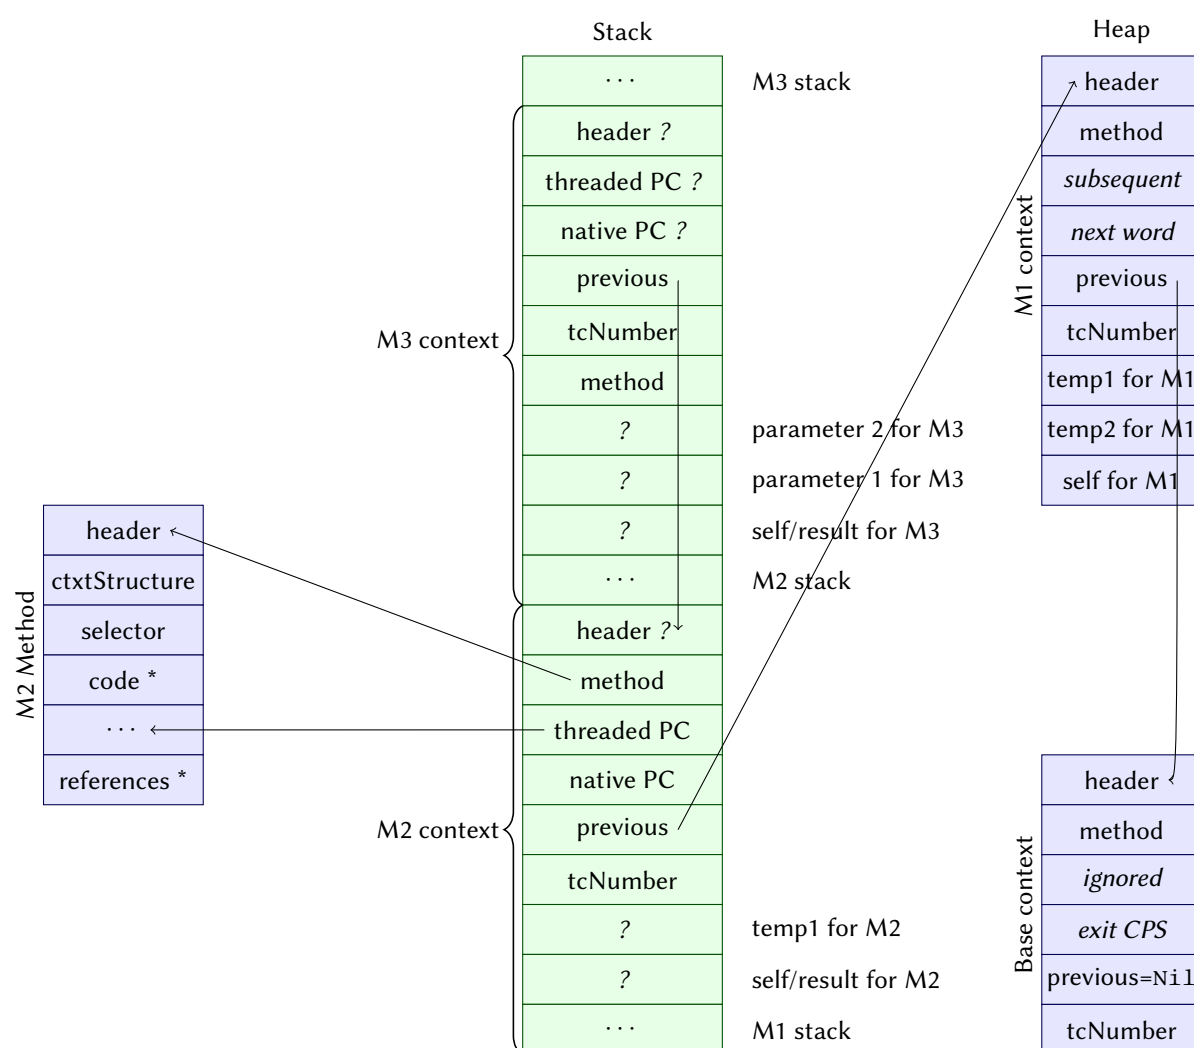 Stack
Heap
· · ·
M3 stack
header ?
threaded PC ?
native PC ?
previous
tcNumber
method
?
parameter 2 for M3
?
parameter 1 for M3
?
self/result for M3
· · ·
M2 stack
M3 context
header ?
method
threaded PC
native PC
previous
tcNumber
?
temp1 for M2
?
self/result for M2
· · ·
M1 stack
M2 context
M2 Method
header
ctxtStructure
selector
code *
· · ·
references *
M1 context
header
method
subsequent
next word
previous
tcNumber
temp1 for M1
temp2 for M1
self for M1
Base context
header
method
ignored
exit CPS
previous=Nil
tcNumber